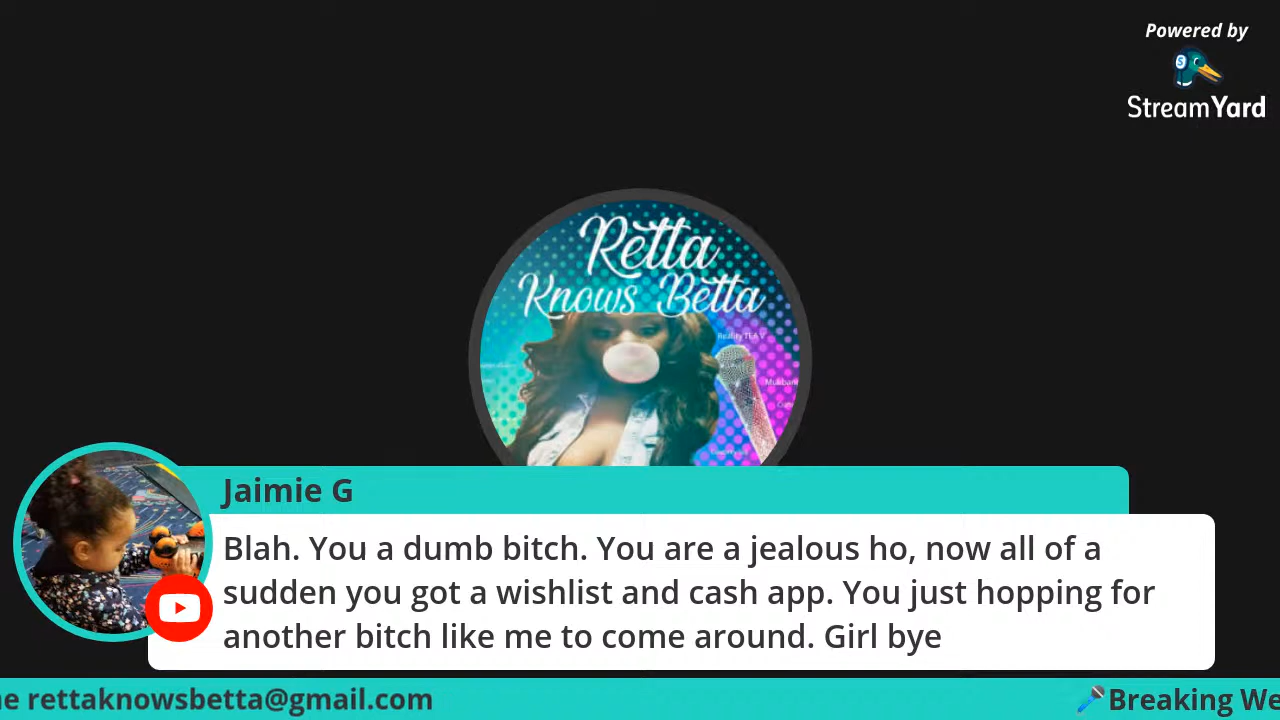 Powered by
StreamYard
Retta
Knows Betta
Jaimie G
Blah. You a dumb bitch. You are a jealous ho, now all of a
sudden you got a wishlist and cash app. You just hopping for
another bitch like me to come around. Girl bye
e rettaknowsbetta@gmail.com
🎤Breaking We